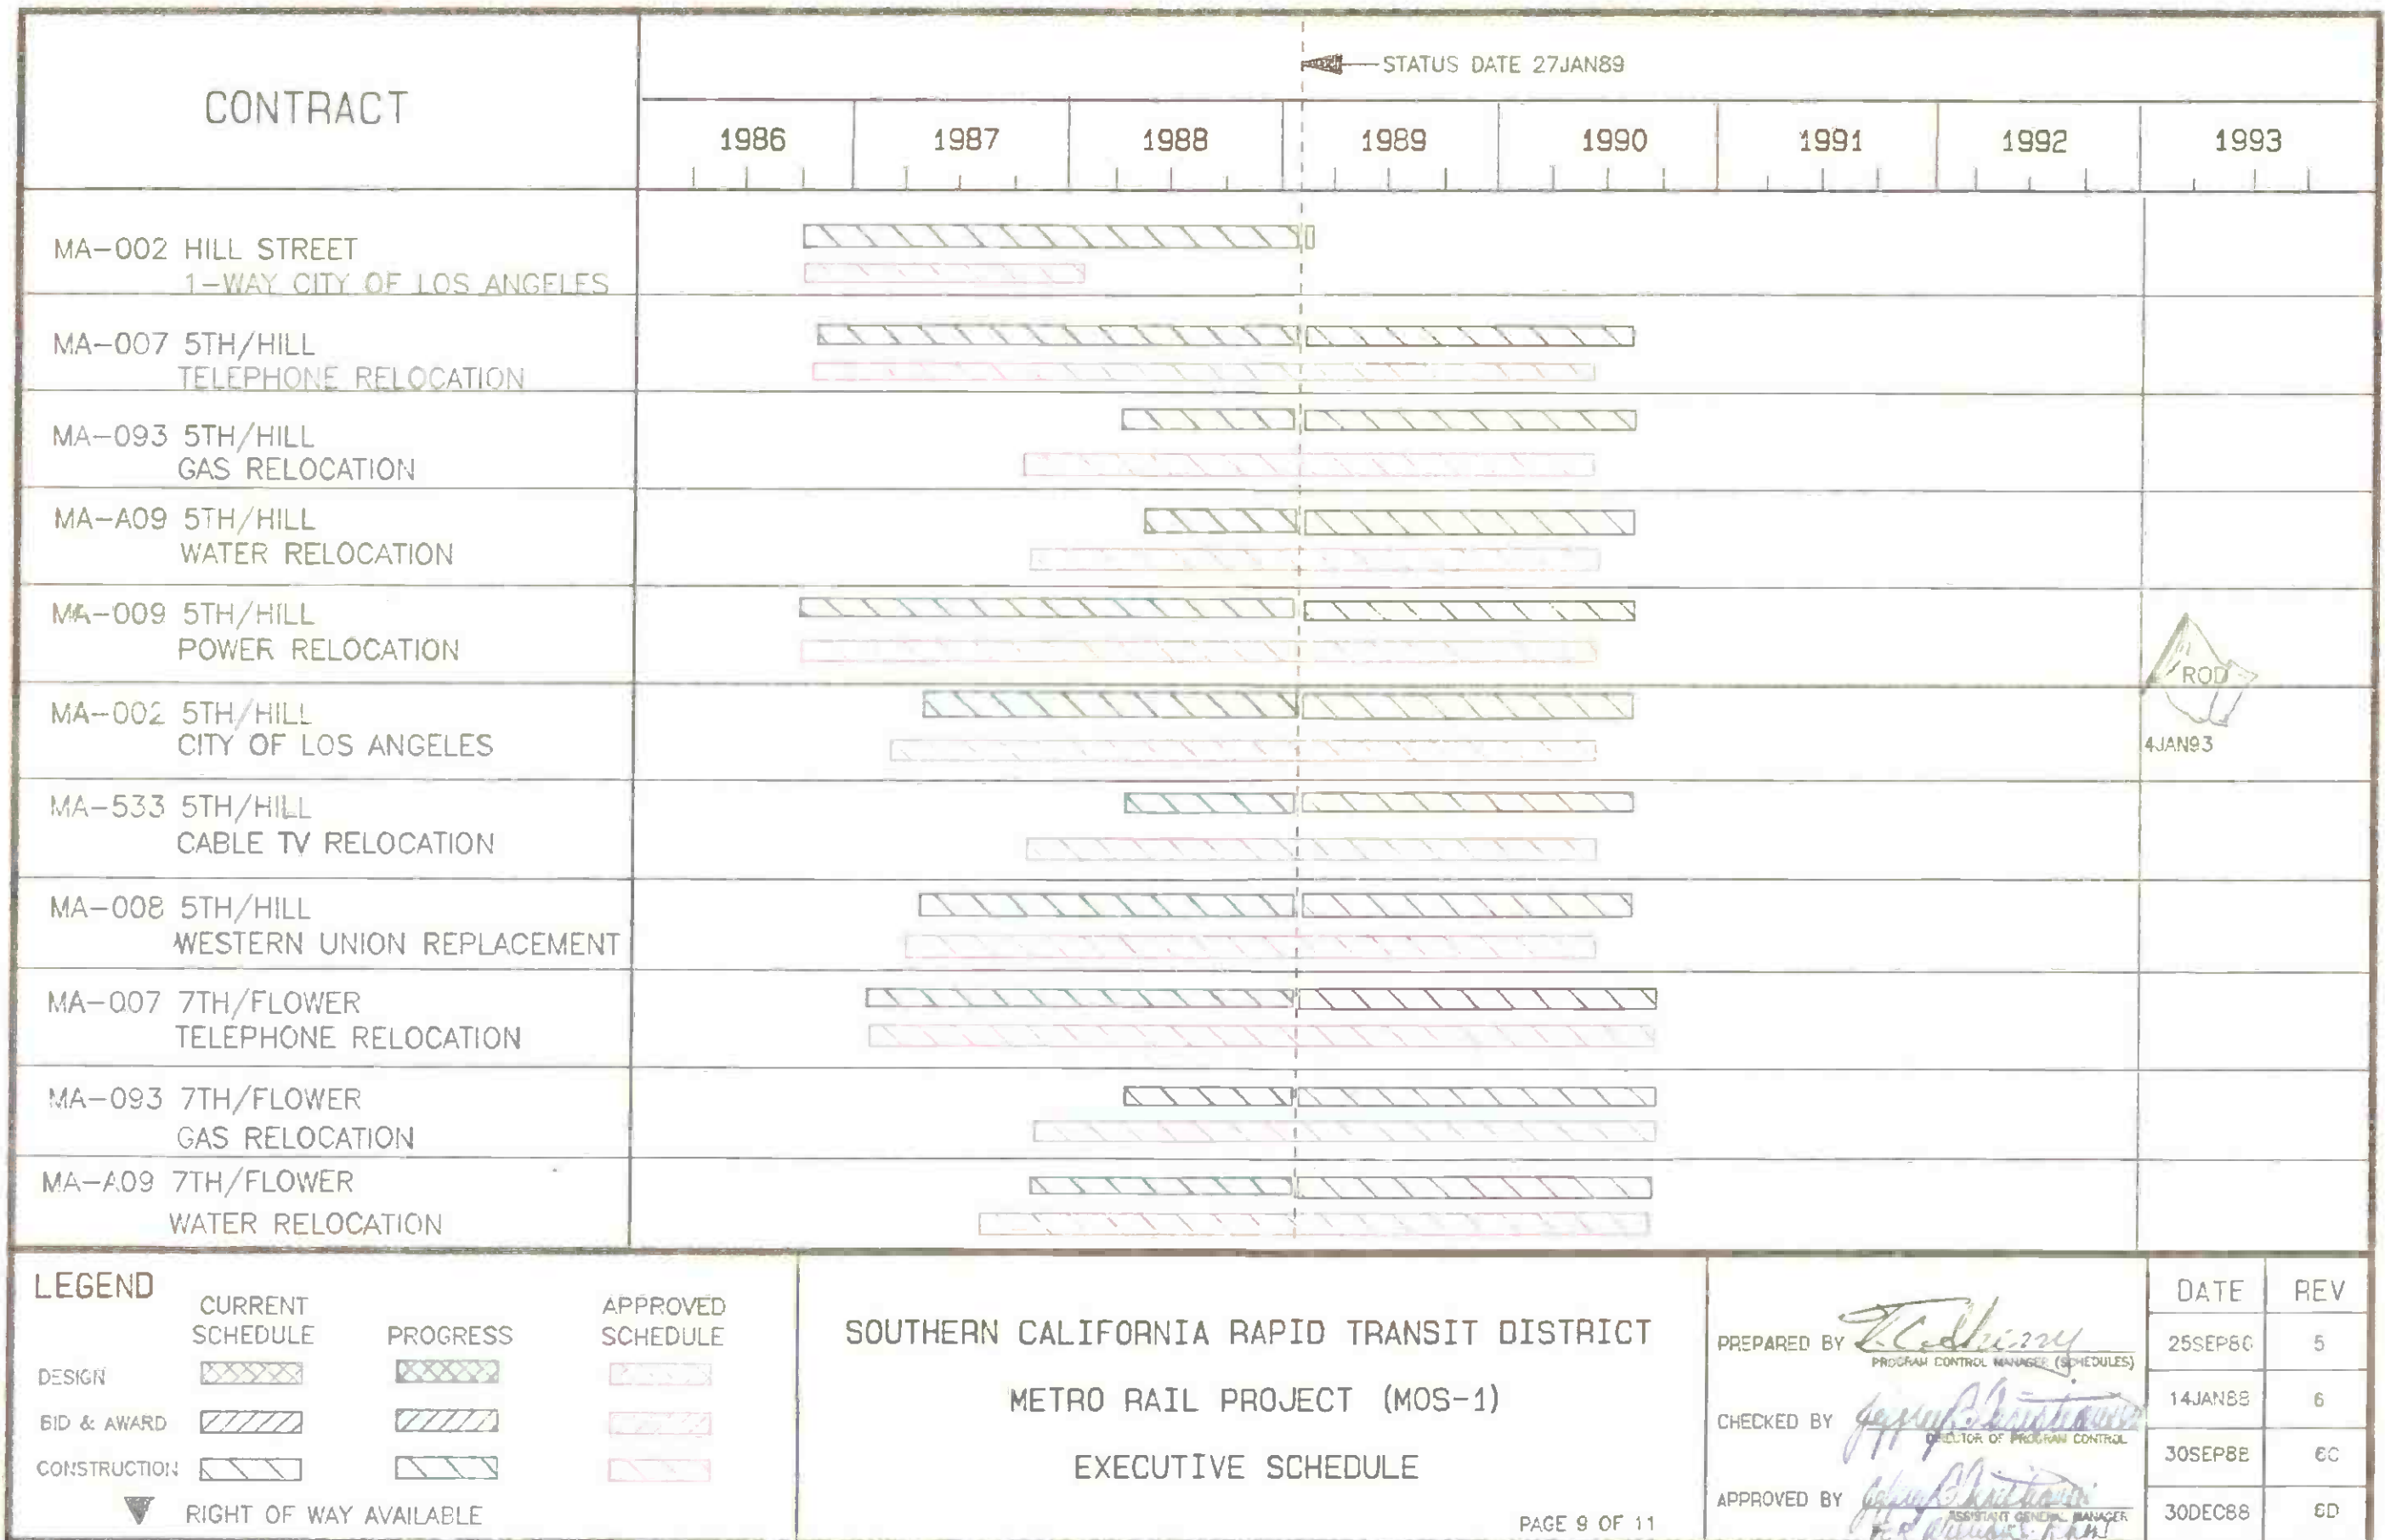 CONTRACT
STATUS DATE 27JAN89
1986 1987 1988 1989 1990 1991 1992 1993
MA-002 HILL STREET
1-WAY CITY OF LOS ANGELES
MA-007 5TH/HILL
TELEPHONE RELOCATION
MA-093 5TH/HILL
GAS RELOCATION
MA-A09 5TH/HILL
WATER RELOCATION
MA-009 5TH/HILL
POWER RELOCATION
ROD
MA-002 5TH/HILL
CITY OF LOS ANGELES
4JAN93
MA-533 5TH/HILL
CABLE TV RELOCATION
MA-008 5TH/HILL
WESTERN UNION REPLACEMENT
MA-007 7TH/FLOWER
TELEPHONE RELOCATION
MA-093 7TH/FLOWER
GAS RELOCATION
MA-A09 7TH/FLOWER
WATER RELOCATION
LEGEND
CURRENT SCHEDULE PROGRESS APPROVED SCHEDULE
DESIGN
BID & AWARD
CONSTRUCTION
RIGHT OF WAY AVAILABLE
SOUTHERN CALIFORNIA RAPID TRANSIT DISTRICT
METRO RAIL PROJECT (MOS-1)
EXECUTIVE SCHEDULE
PAGE 9 OF 11
PREPARED BY
PROGRAM CONTROL MANAGER (SCHEDULES)
CHECKED BY
DIRECTOR OF PROGRAM CONTROL
APPROVED BY
ASSISTANT GENERAL MANAGER
DATE REV
25SEP86 5
14JAN88 6
30SEP88 6C
30DEC88 6D